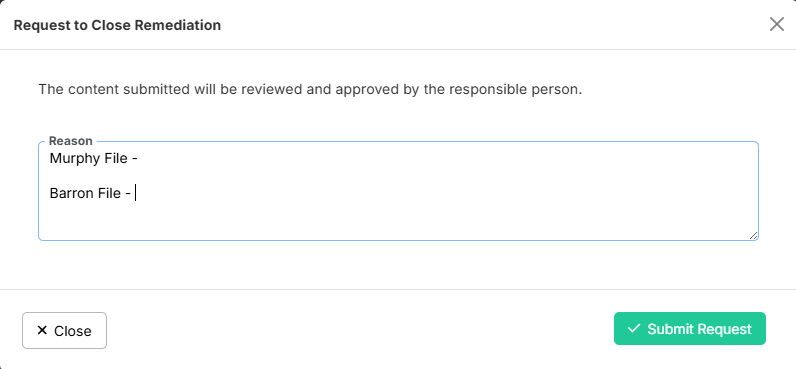 Request to Close Remediation
The content submitted will be reviewed and approved by the responsible person.
Reason
Murphy File -
Barron File -
Close
Submit Request